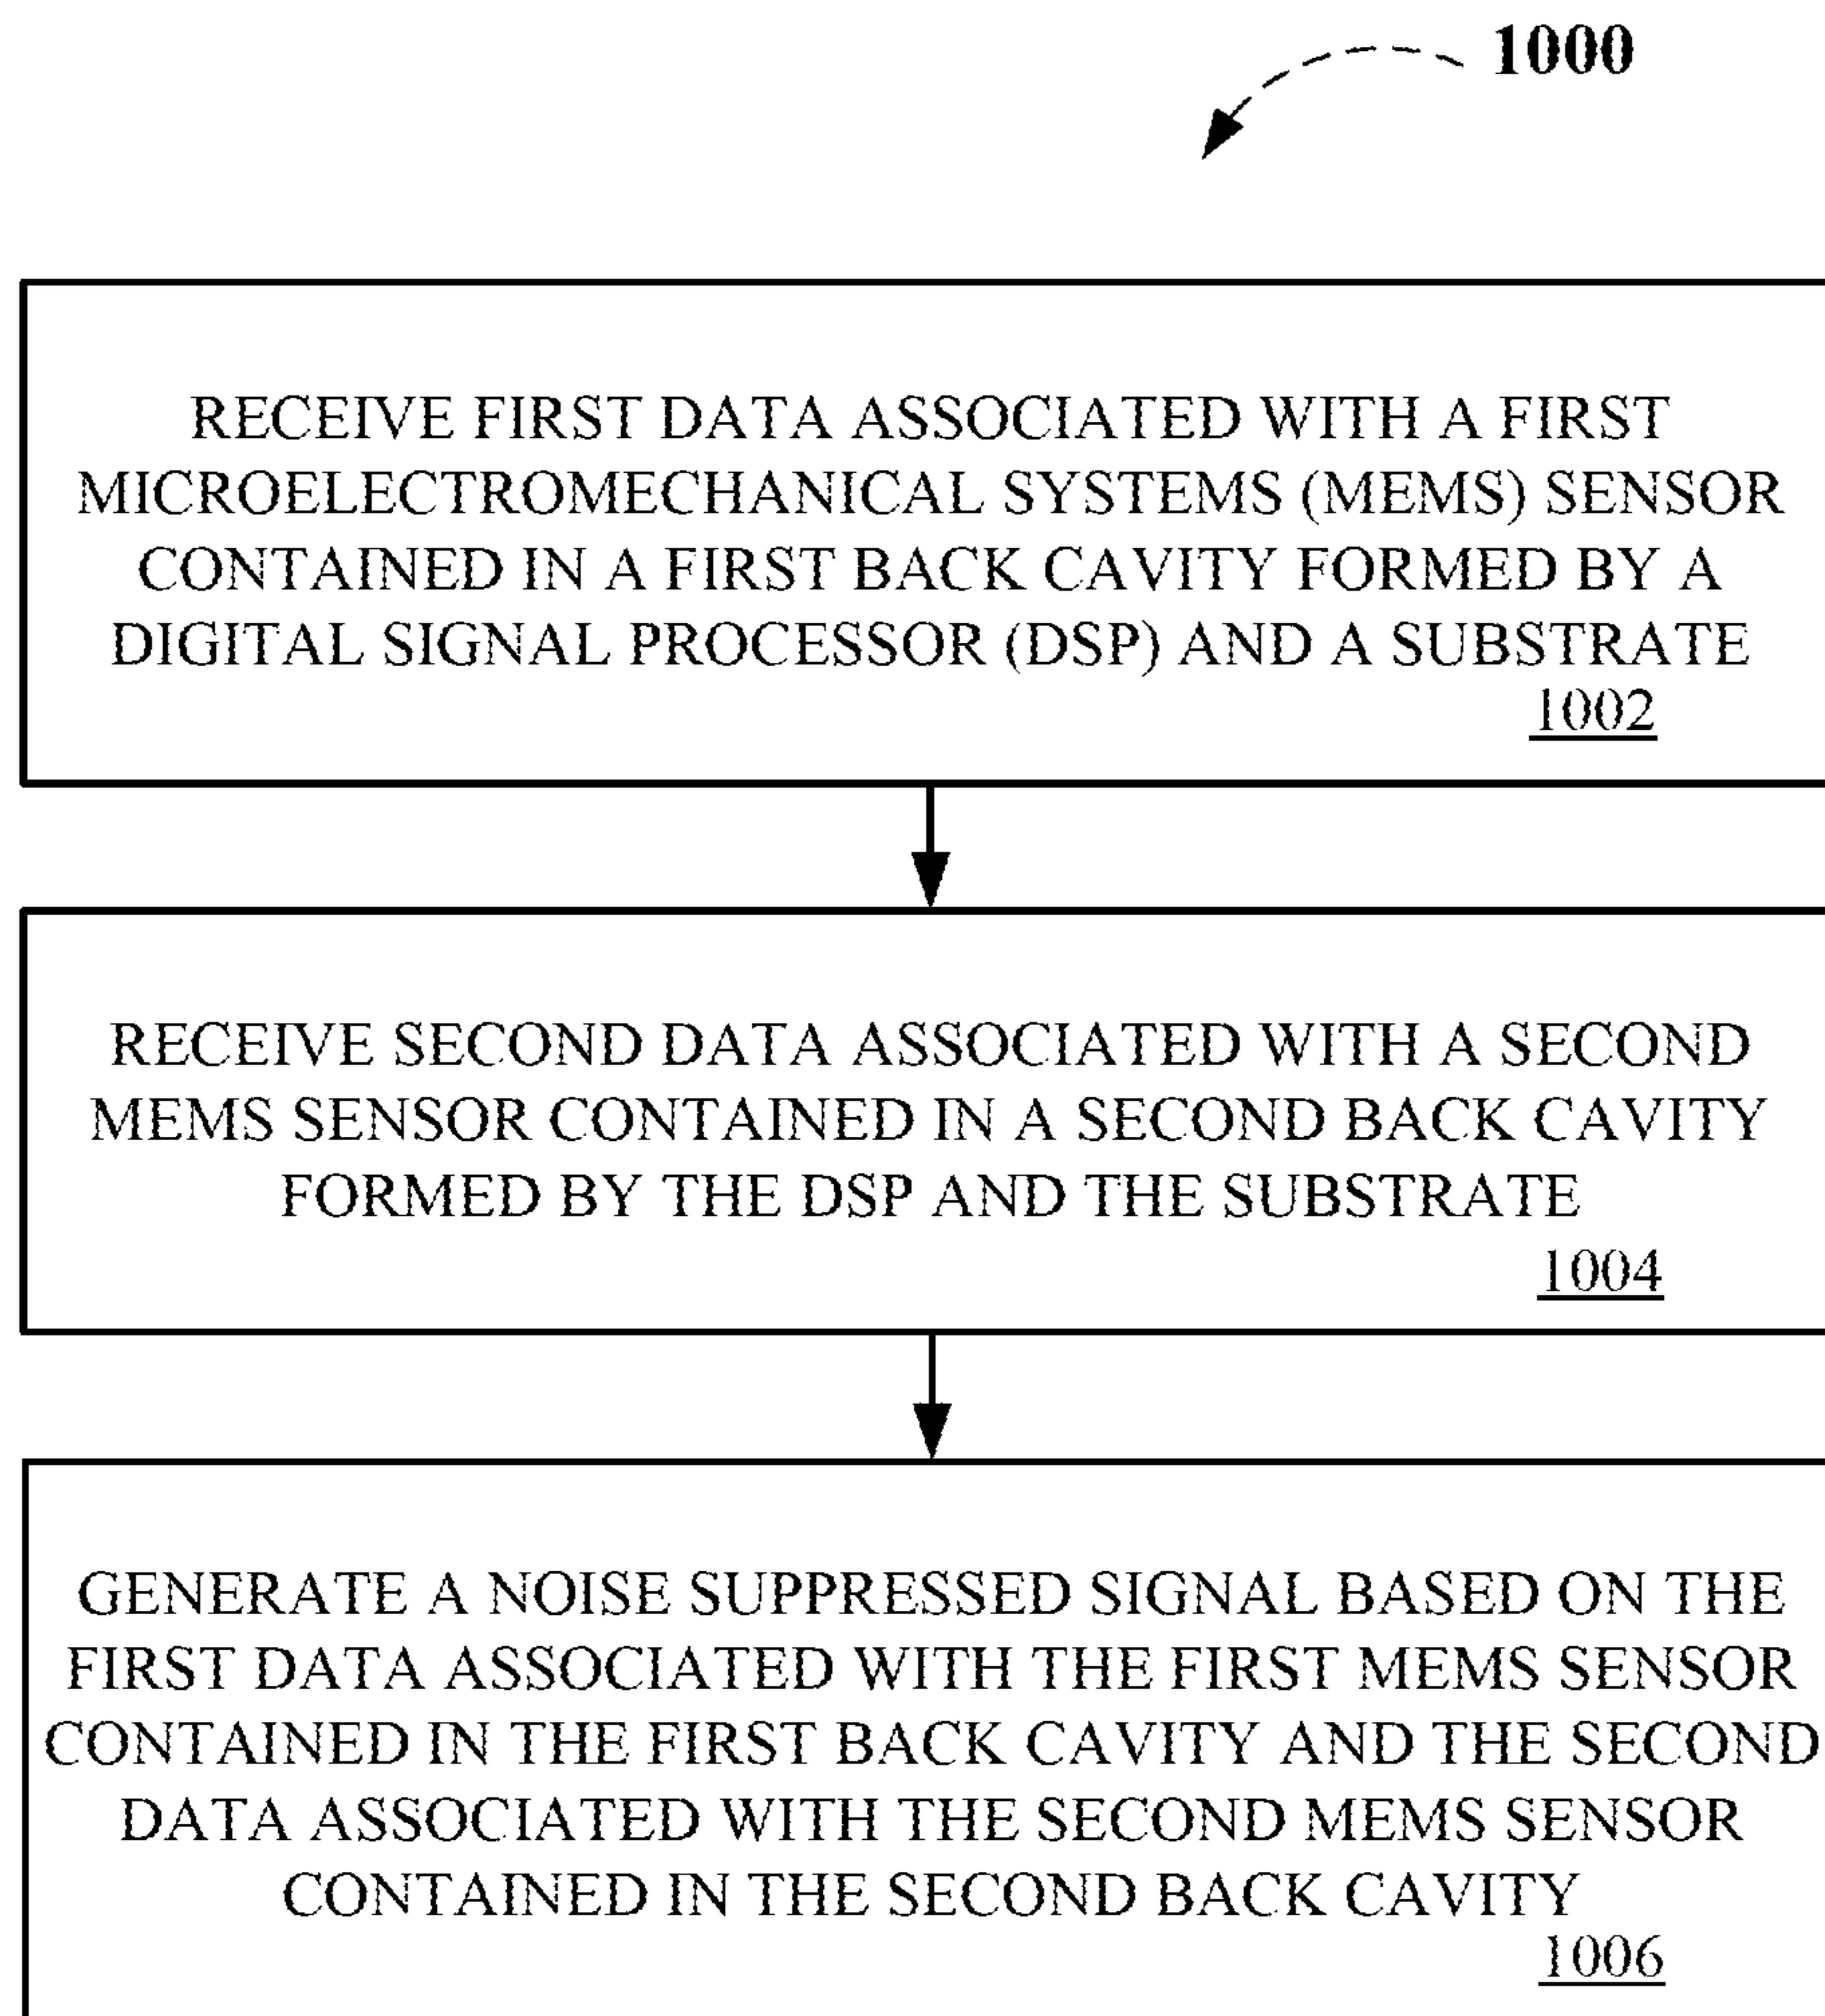 1000
RECEIVE FIRST DATA ASSOCIATED WITH A FIRST
MICROELECTROMECHANICAL SYSTEMS (MEMS) SENSOR
CONTAINED IN A FIRST BACK CAVITY FORMED BY A
DIGITAL SIGNAL PROCESSOR (DSP) AND A SUBSTRATE
1002
RECEIVE SECOND DATA ASSOCIATED WITH A SECOND
MEMS SENSOR CONTAINED IN A SECOND BACK CAVITY
FORMED BY THE DSP AND THE SUBSTRATE
1004
GENERATE A NOISE SUPPRESSED SIGNAL BASED ON THE
FIRST DATA ASSOCIATED WITH THE FIRST MEMS SENSOR
CONTAINED IN THE FIRST BACK CAVITY AND THE SECOND
DATA ASSOCIATED WITH THE SECOND MEMS SENSOR
CONTAINED IN THE SECOND BACK CAVITY
1006